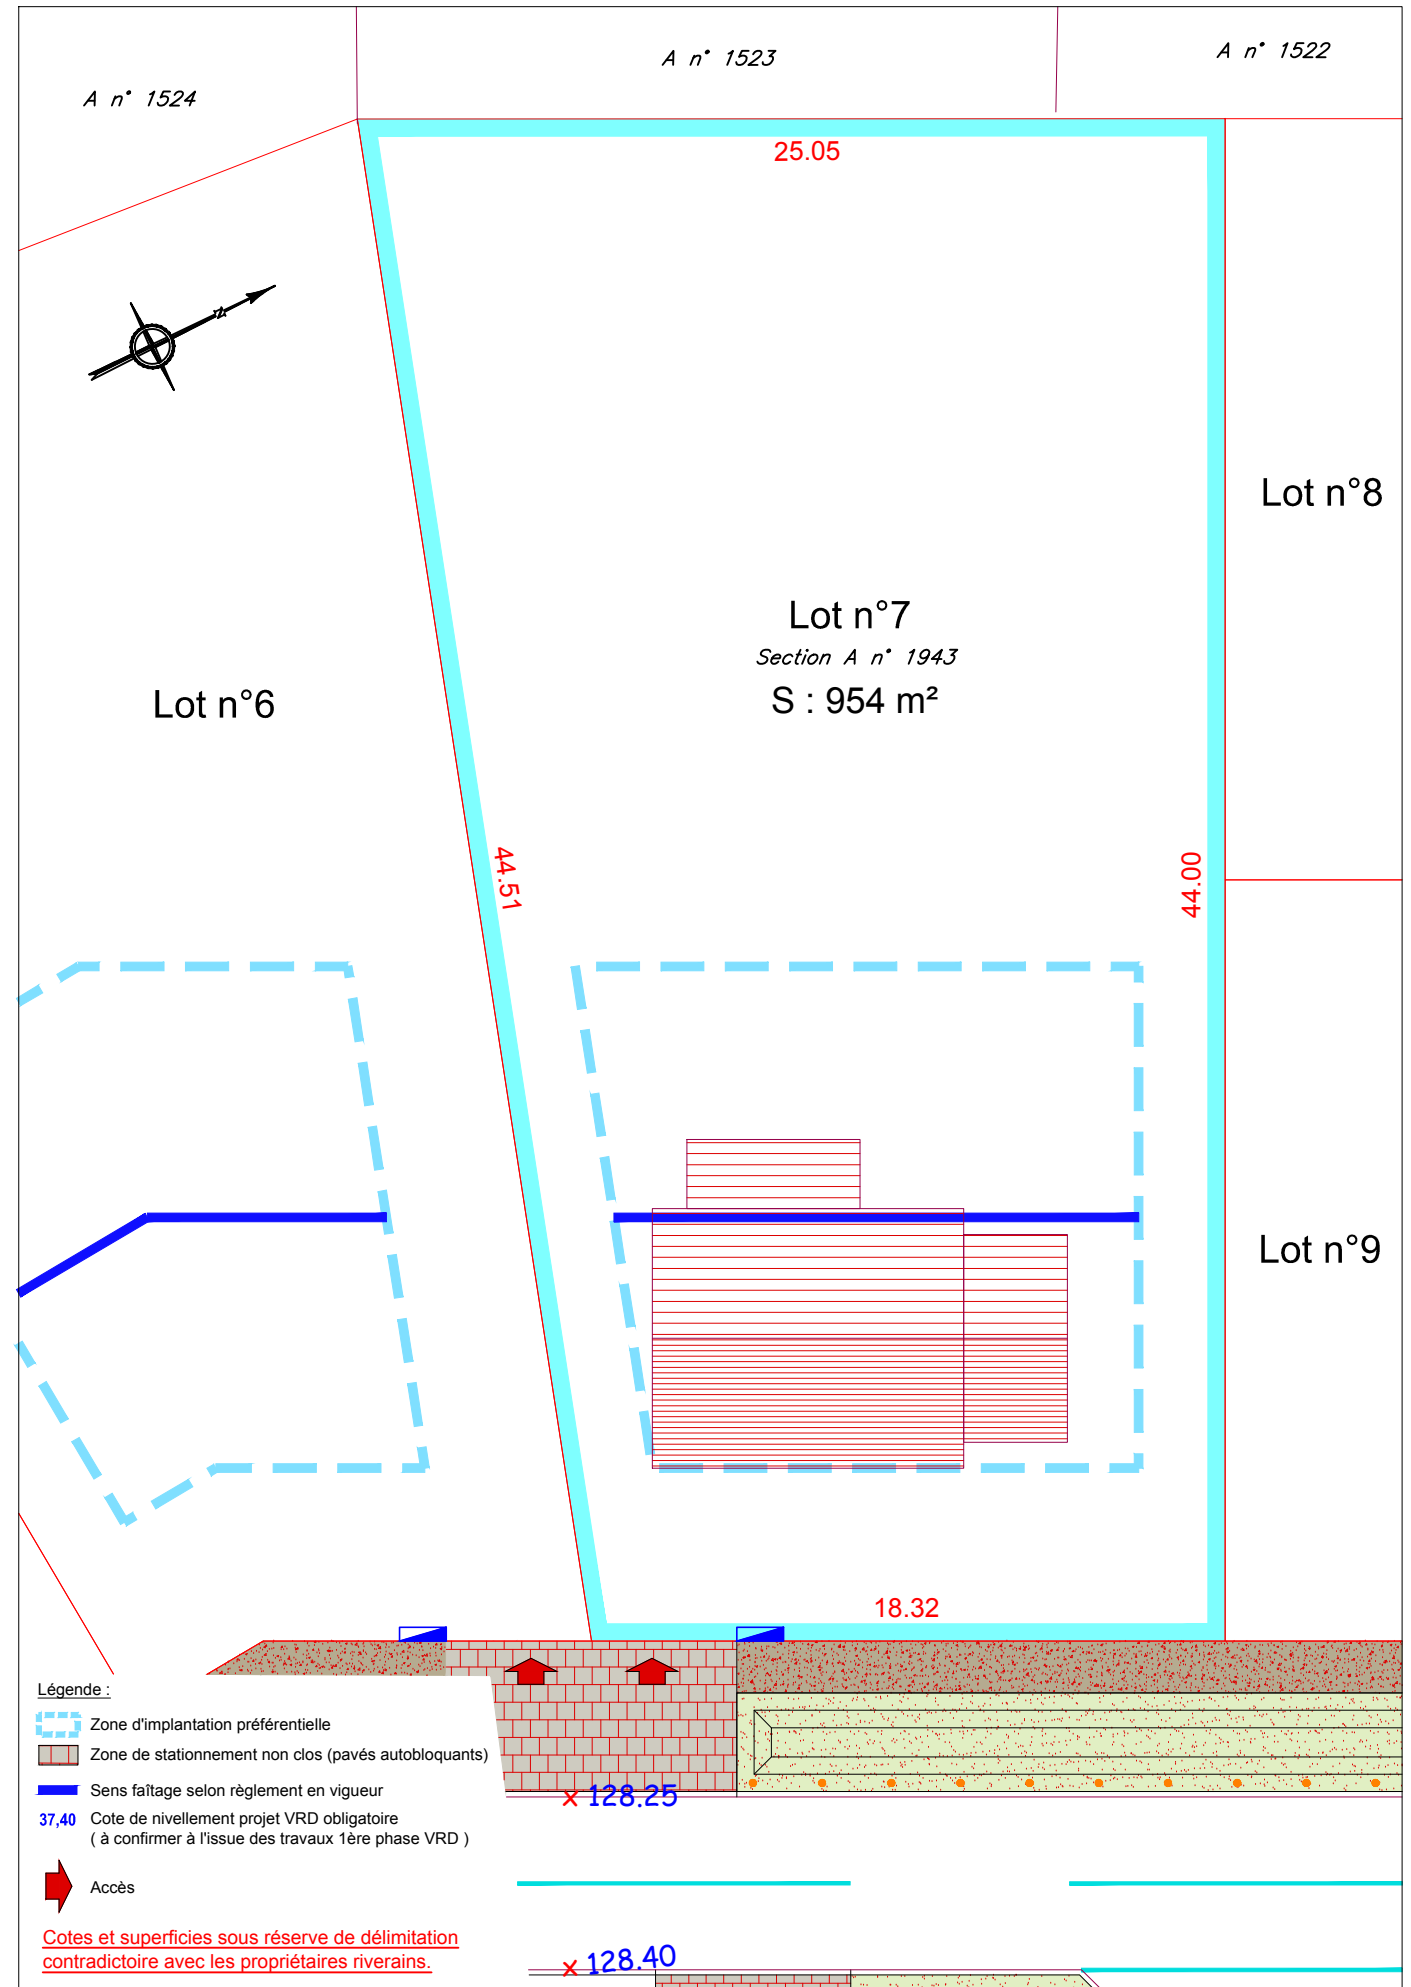 A n° 1524
A n° 1523
A n° 1522
25.05
N
Lot n°8
Lot n°7
Section A n° 1943
S : 954 m²
Lot n°6
44.51
44.00
Lot n°9
18.32
Légende :
Zone d'implantation préférentielle
Zone de stationnement non clos (pavés autobloquants)
Sens faîtage selon règlement en vigueur
37,40 Cote de nivellement projet VRD obligatoire
( à confirmer à l'issue des travaux 1ère phase VRD )
Accès
Cotes et superficies sous réserve de délimitation
contradictoire avec les propriétaires riverains.
128.25
128.40